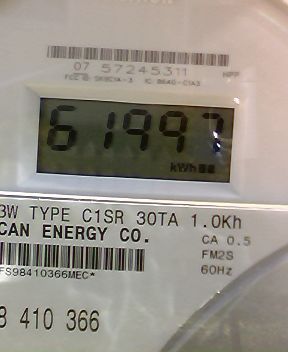 07 57245311
61997
kWh
3W TYPE C1SR 30TA 1.0Kh
CAN ENERGY CO.
CA 0.5
FM2S
60Hz
FS98410366MEC*
8 410 366